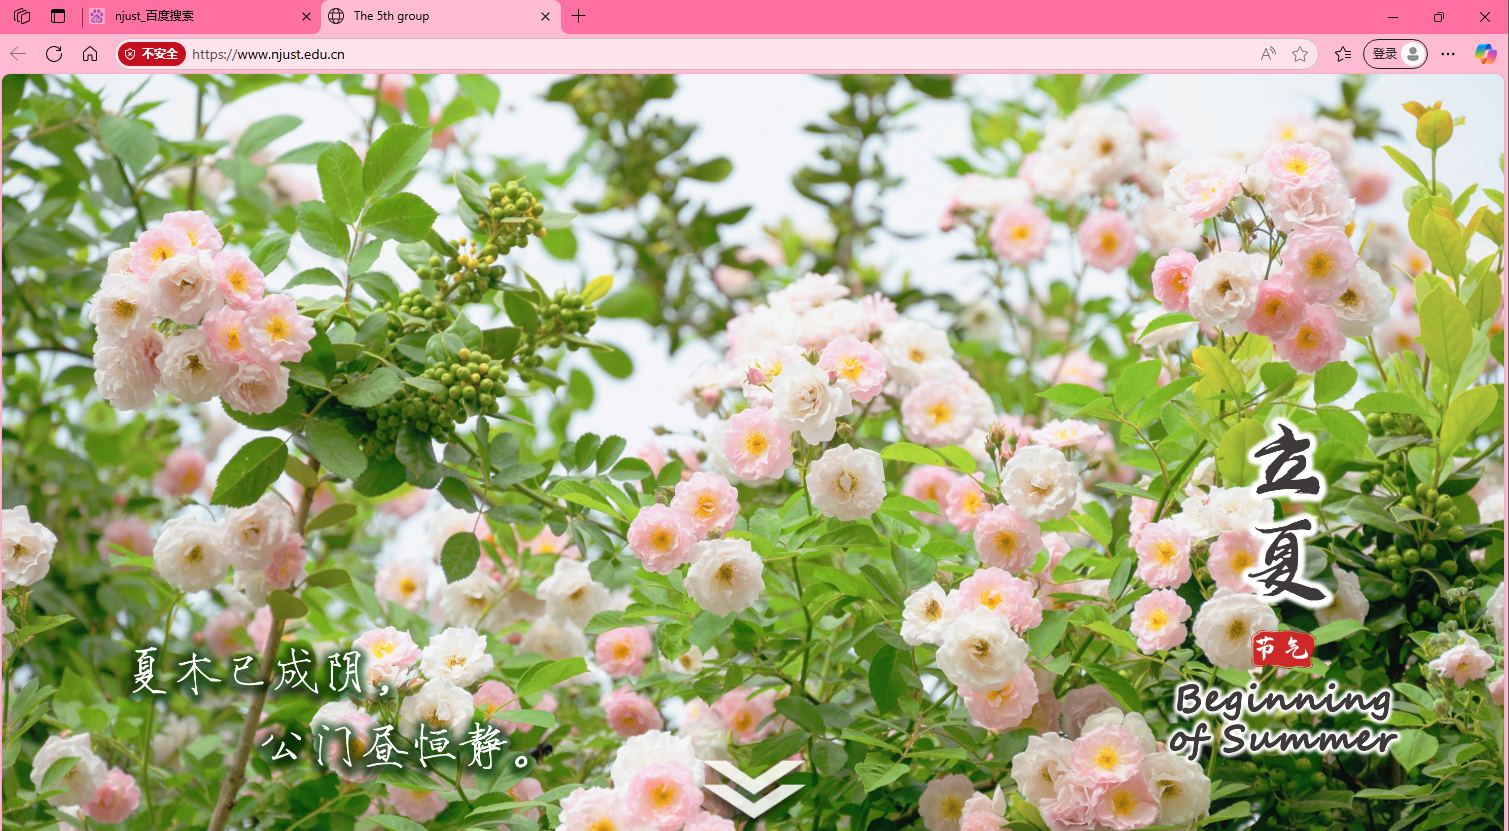 njust_百度搜索
The 5th group
不安全
https://www.njust.edu.cn
登录
立夏
节气
Beginning
of Summer
夏木已成阴，
公门昼恒静。